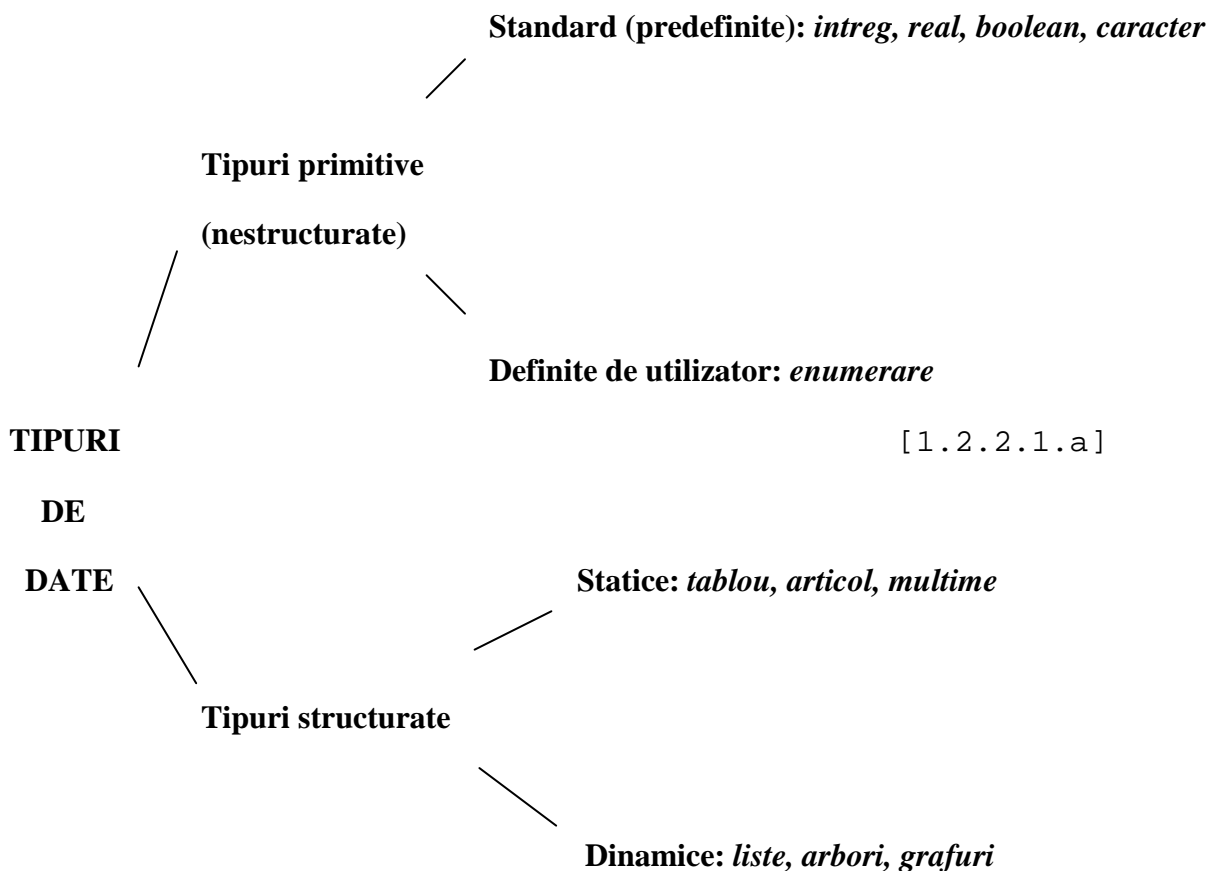 Standard (predefinite): intreg, real, boolean, caracter
Tipuri primitive
(nestructurate)
Definite de utilizator: enumerare
TIPURI
[1.2.2.1.a]
DE
DATE
Statice: tablou, articol, multime
Tipuri structurate
Dinamice: liste, arbori, grafuri